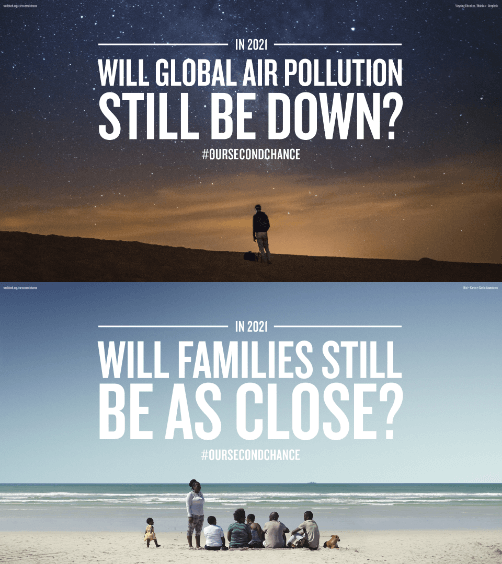 IN 2021
WILL GLOBAL AIR POLLUTION
STILL BE DOWN?
#OURSECONDCHANCE
IN 2021
WILL FAMILIES STILL
BE AS CLOSE?
#OURSECONDCHANCE